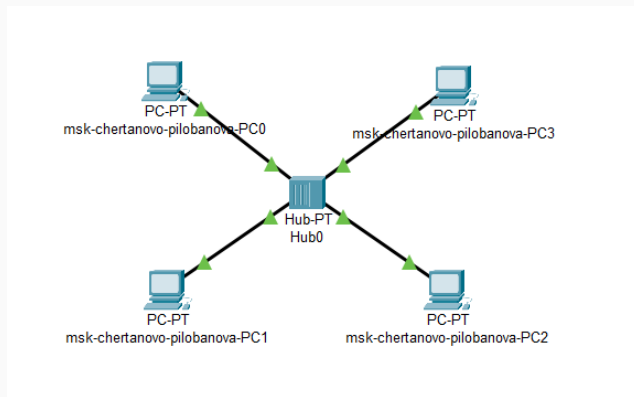 PC-PT
msk-chertanovo-pilobanova-PC0
PC-PT
msk-chertanovo-pilobanova-PC3
Hub-PT
Hub0
PC-PT
msk-chertanovo-pilobanova-PC1
PC-PT
msk-chertanovo-pilobanova-PC2